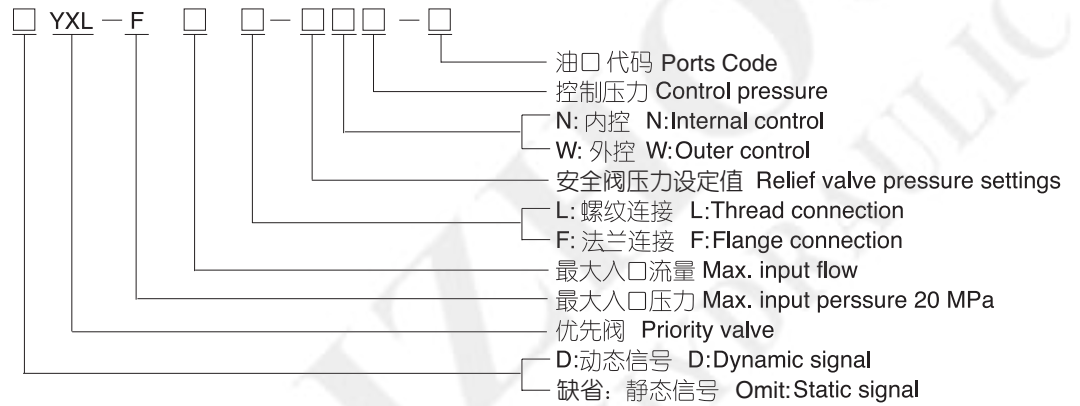 □ YXL－F □ □－□□□－□
油口代码 Ports Code
控制压力 Control pressure
N: 内控 N:Internal control
W: 外控 W:Outer control
安全阀压力设定值 Relief valve pressure settings
L: 螺纹连接 L:Thread connection
F: 法兰连接 F:Flange connection
最大入口流量 Max. input flow
最大入口压力 Max. input perssure 20 MPa
优先阀 Priority valve
D:动态信号 D:Dynamic signal
缺省：静态信号 Omit:Static signal